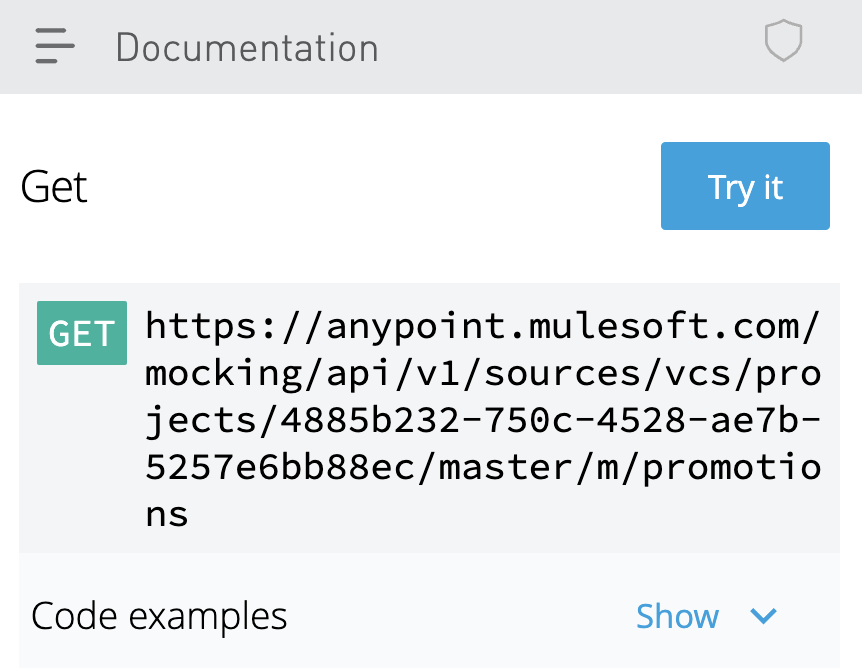 Documentation
Get
Try it
GET
https://anypoint.mulesoft.com/
mocking/api/v1/sources/vcs/pro
jects/4885b232-750c-4528-ae7b-
5257e6bb88ec/master/m/promotio
ns
Code examples
Show